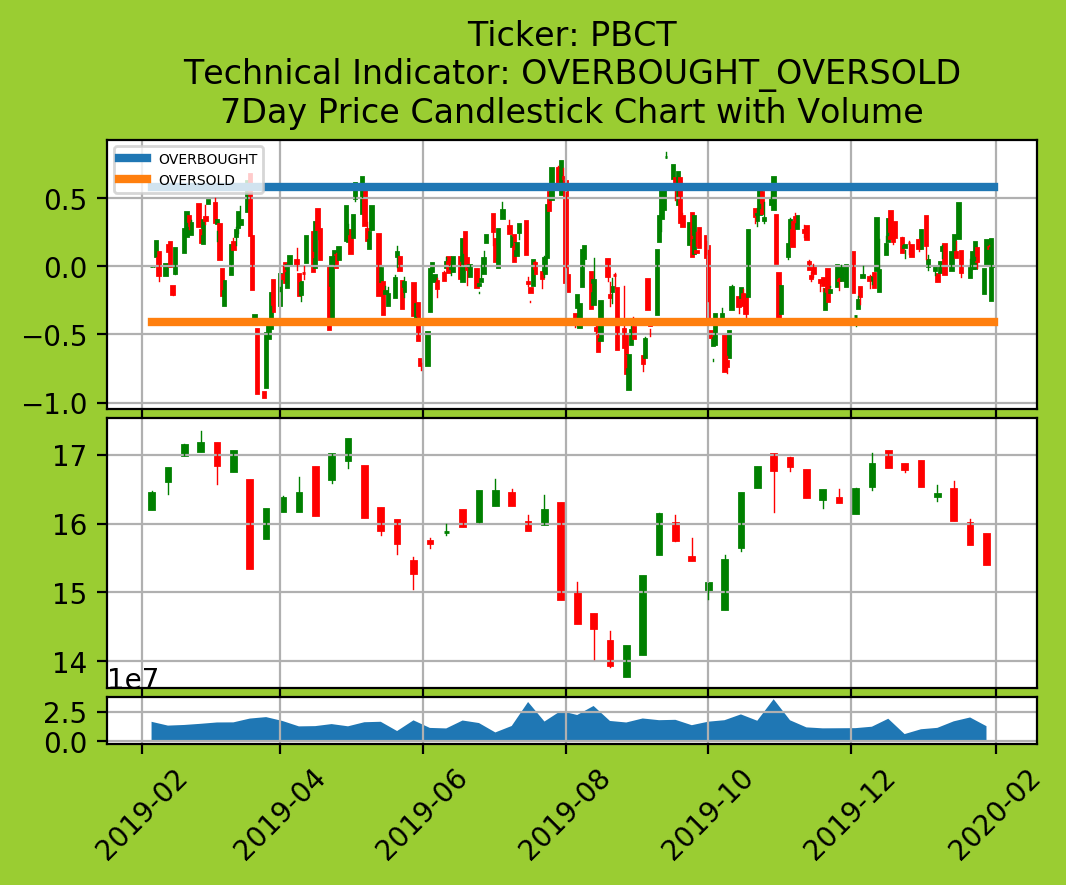 Ticker: PBCT
Technical Indicator: OVERBOUGHT_OVERSOLD
7Day Price Candlestick Chart with Volume
OVERBOUGHT
OVERSOLD
0.5
0.0
−0.5
−1.0
17
16
15
14
1e7
2.5
0.0
2019-02
2019-04
2019-06
2019-08
2019-10
2019-12
2020-02